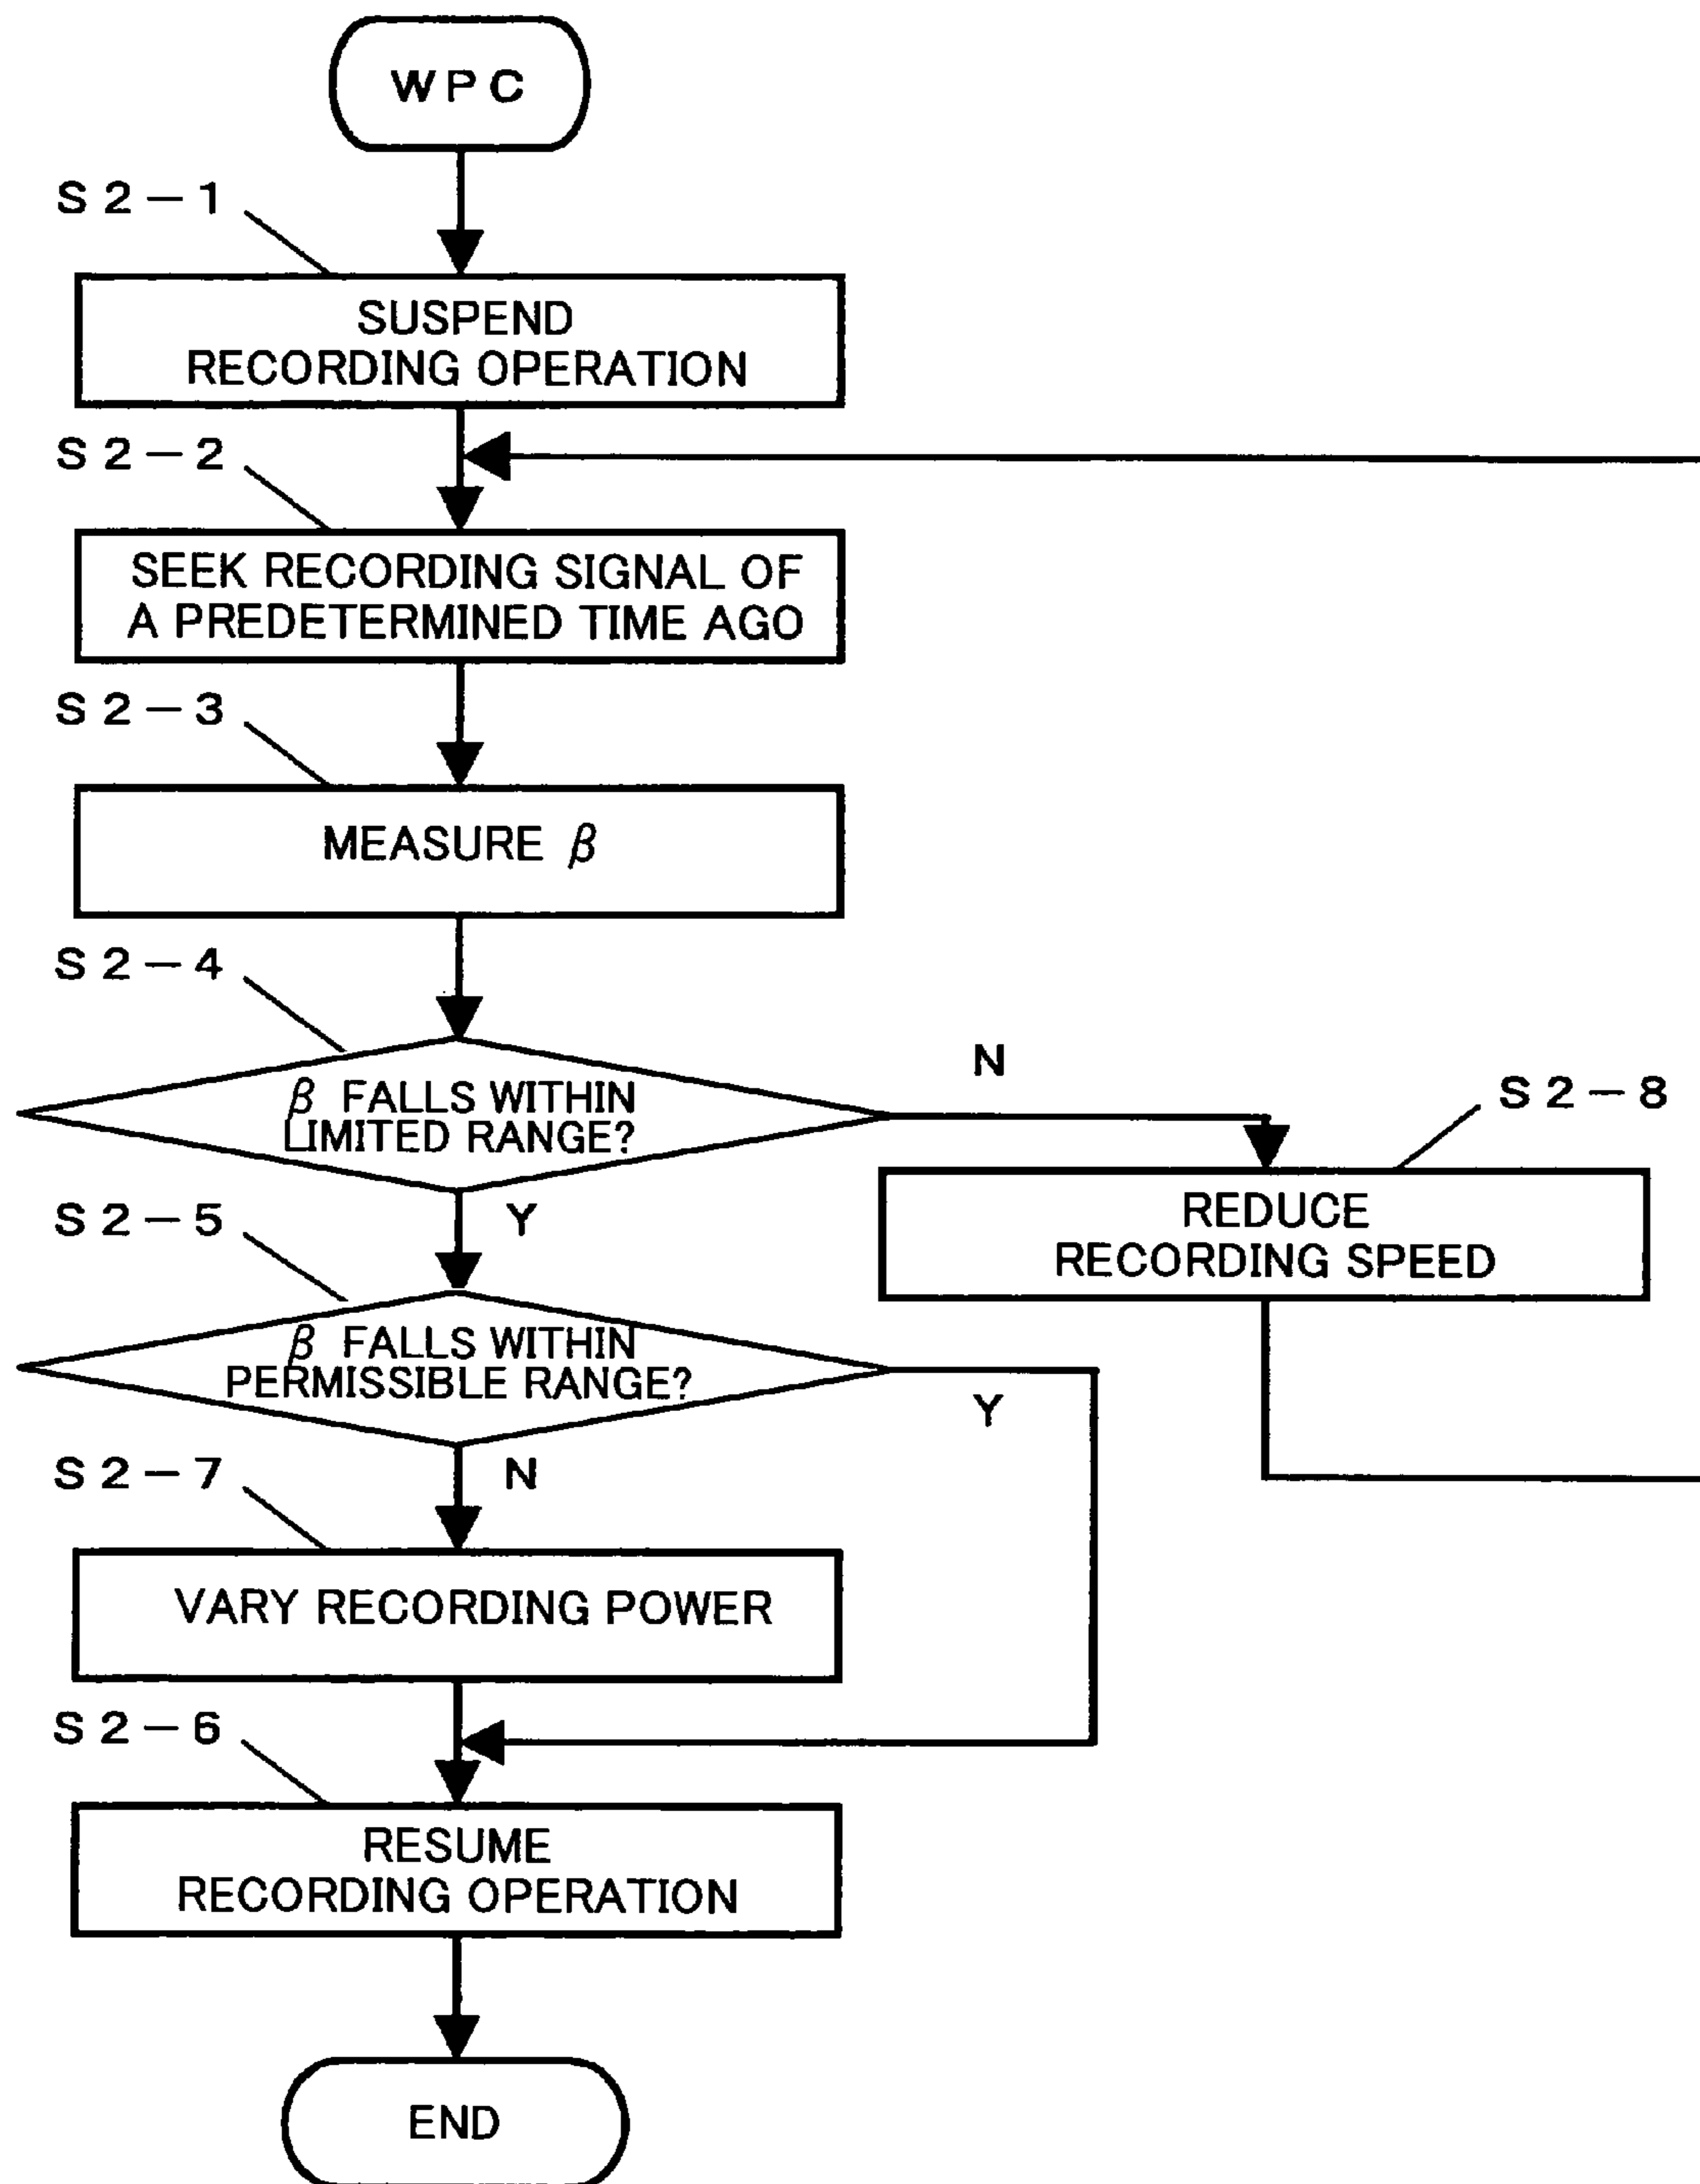 WPC
S2-1
SUSPEND
RECORDING OPERATION
S2-2
SEEK RECORDING SIGNAL OF
A PREDETERMINED TIME AGO
S2-3
MEASURE β
S2-4
β FALLS WITHIN
LIMITED RANGE?
N
S2-8
REDUCE
RECORDING SPEED
Y
S2-5
β FALLS WITHIN
PERMISSIBLE RANGE?
Y
N
S2-7
VARY RECORDING POWER
S2-6
RESUME
RECORDING OPERATION
END